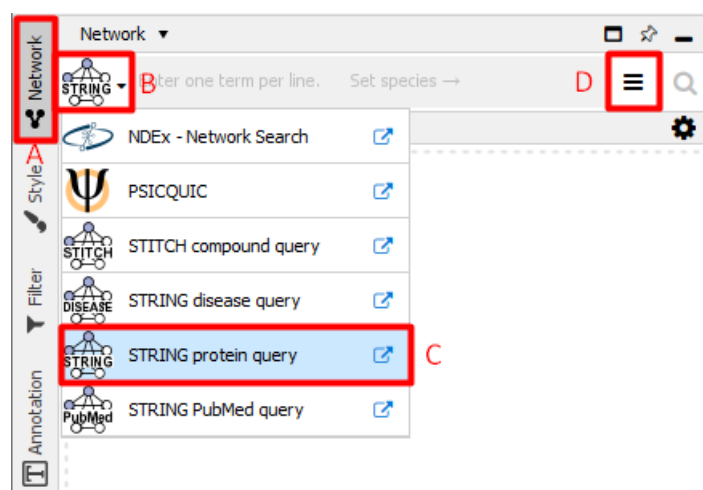 Network ▼
Network
STRING
B
Enter one term per line.
Set species →
D
A
NDEx - Network Search
Style
PSICQUIC
STITCH
STITCH compound query
Filter
DISEASE
STRING disease query
STRING
STRING protein query
C
Annotation
PubMed
STRING PubMed query
T